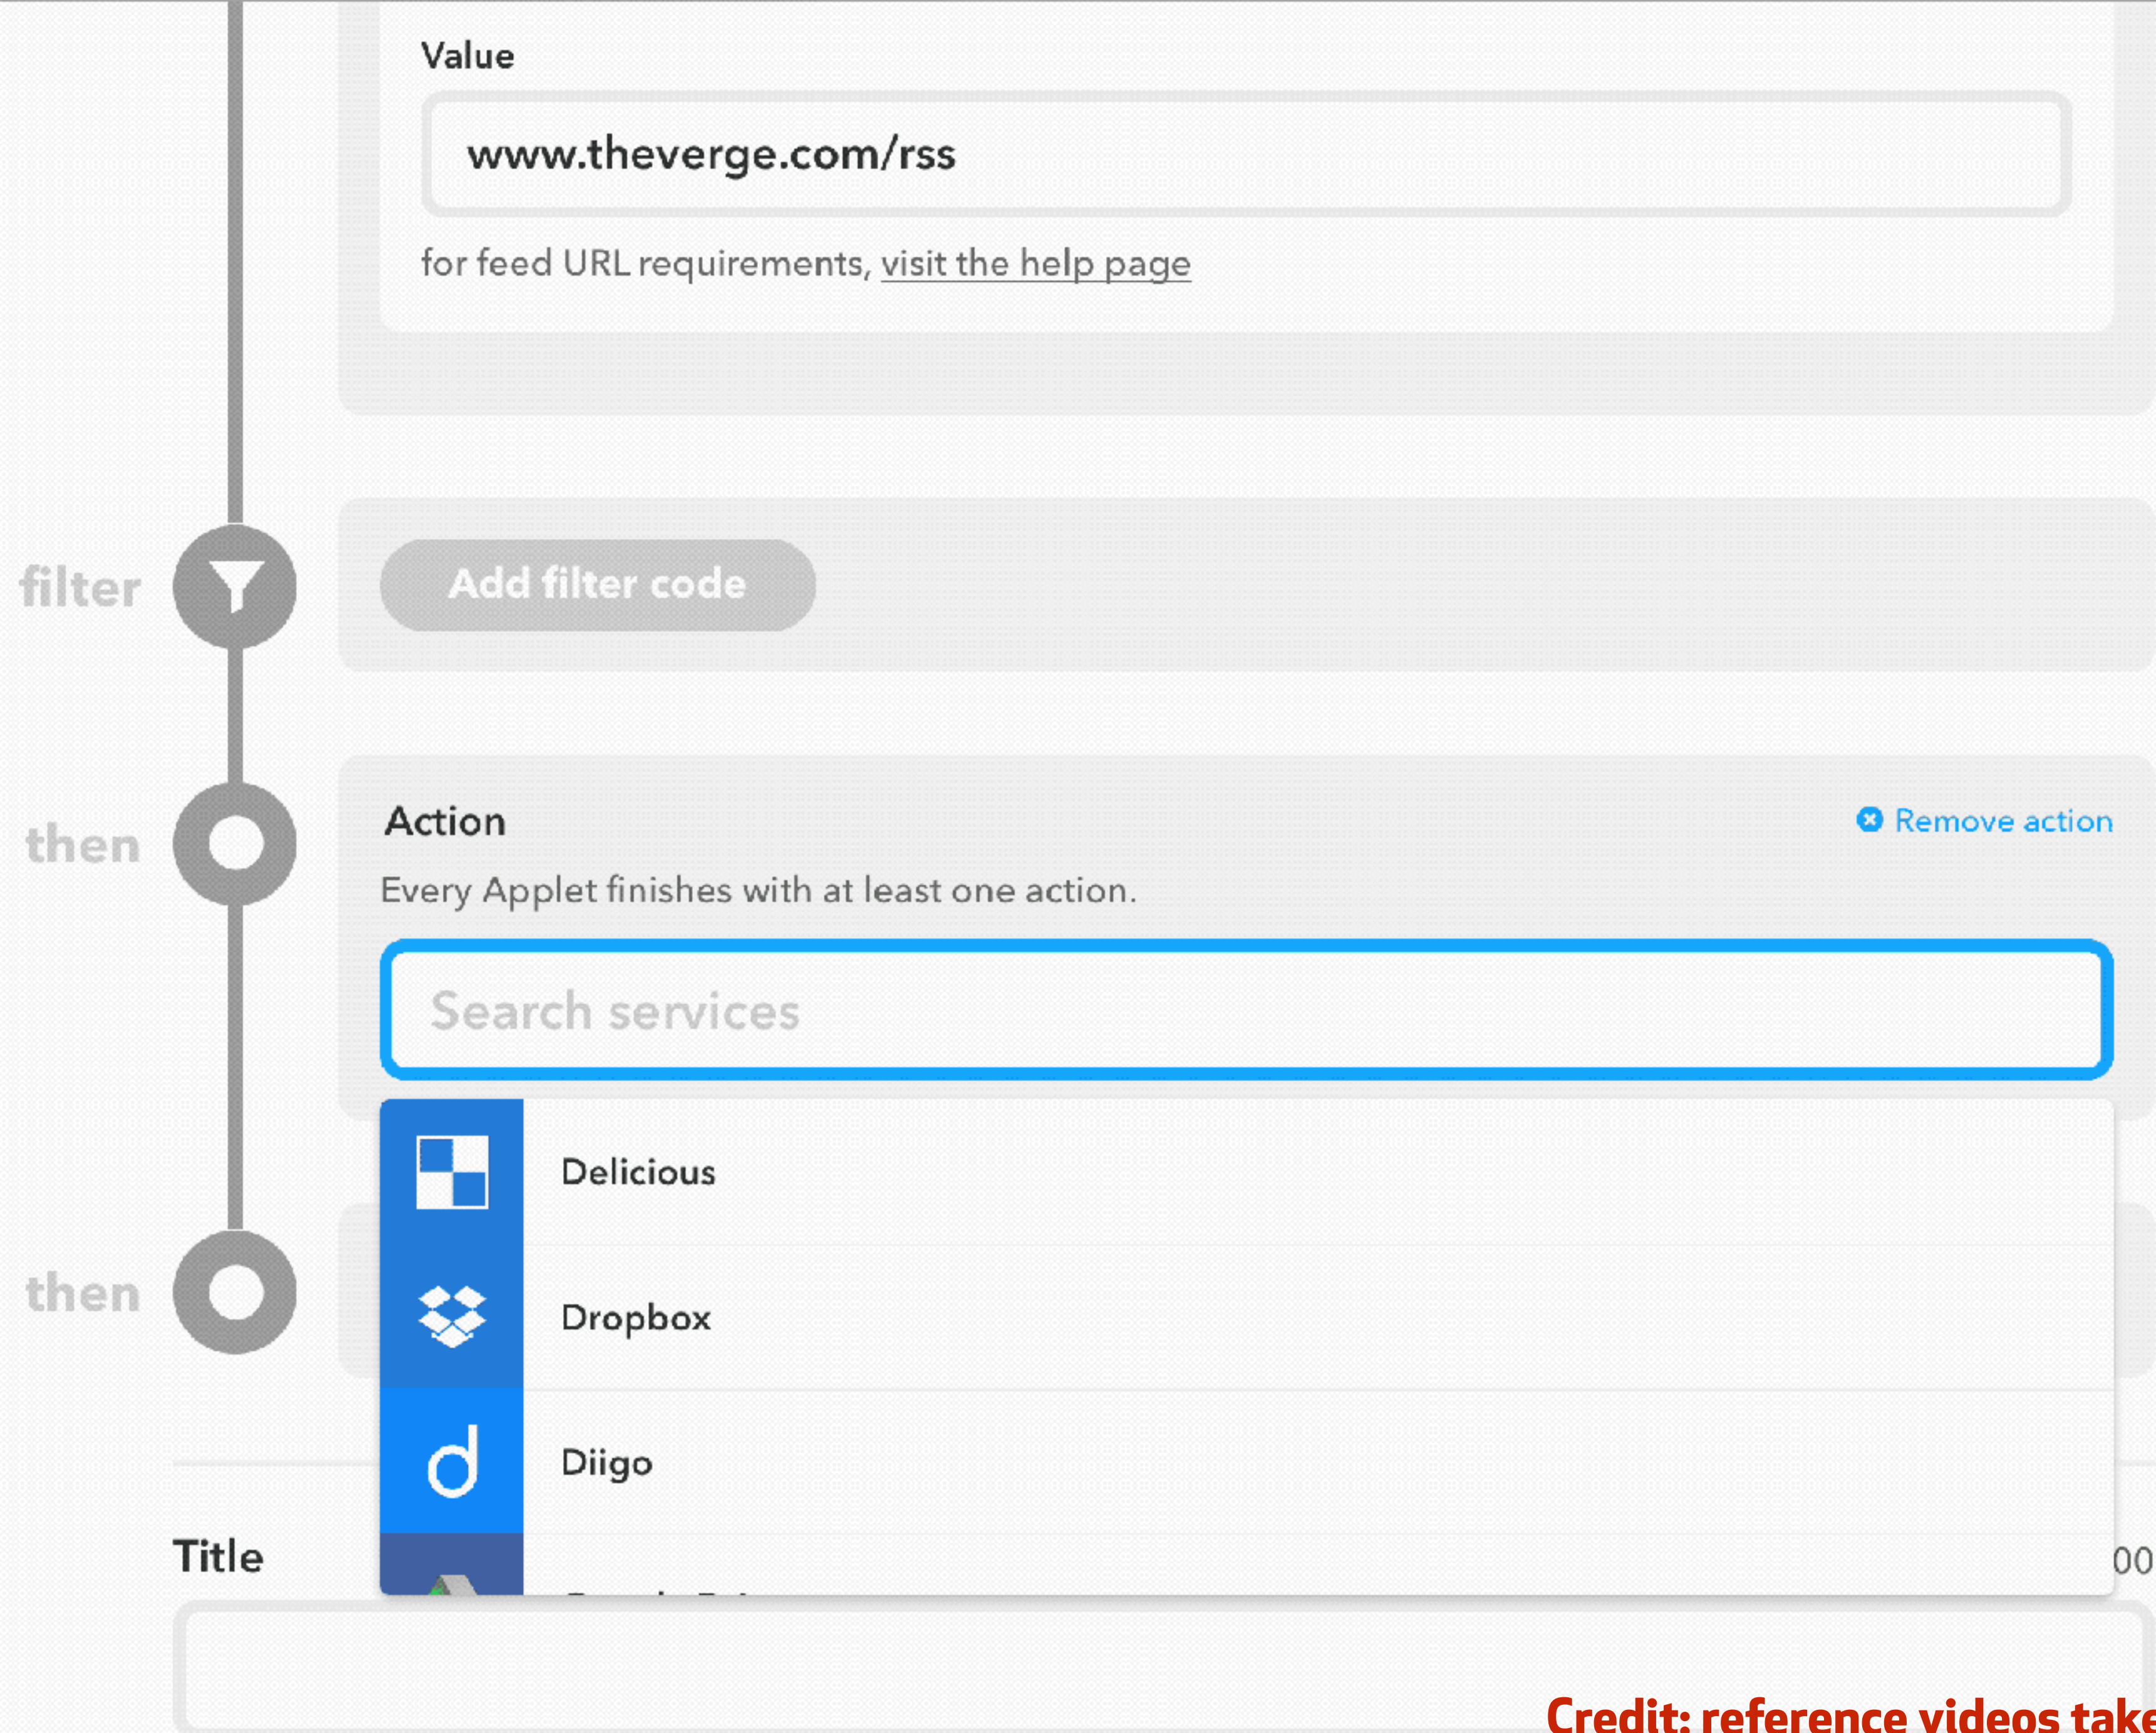 Value
www.theverge.com/rss
for feed URL requirements, visit the help page
filter
Add filter code
then
Action
Remove action
Every Applet finishes with at least one action.
Search services
Delicious
Dropbox
then
Diigo
Title
00
Credit: reference videos take